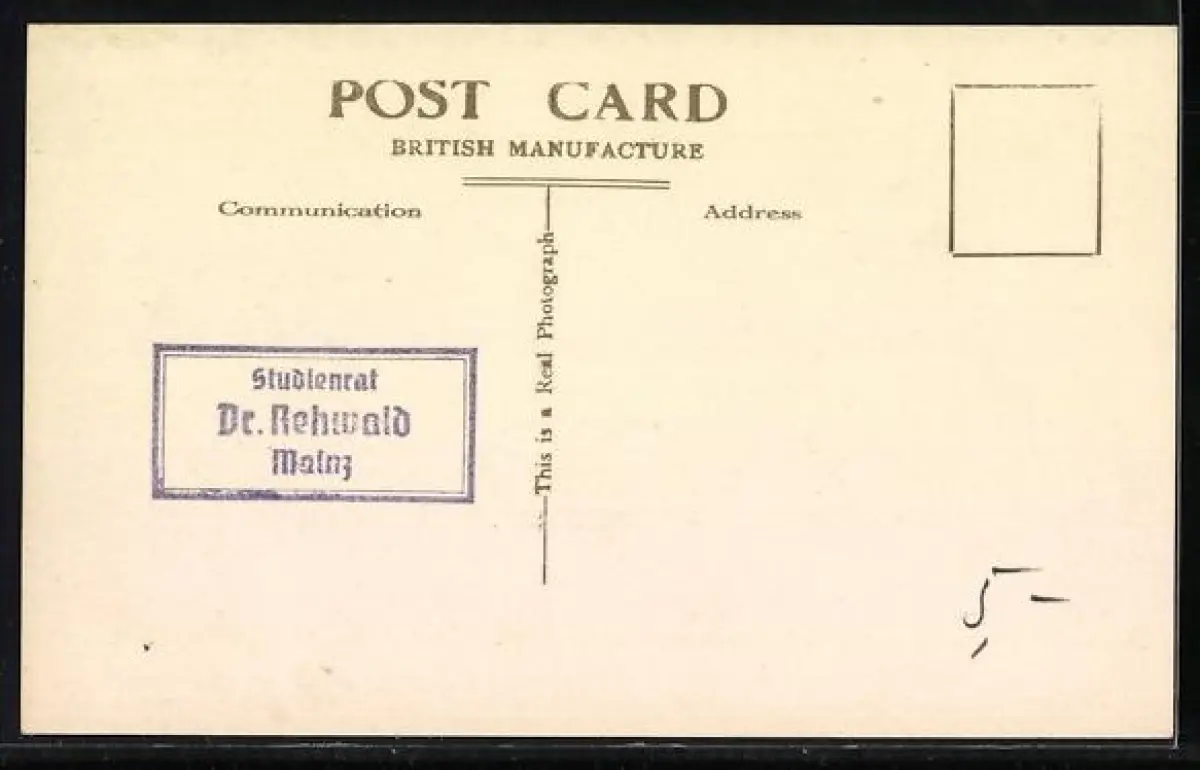 POST CARD
BRITISH MANUFACTURE
Communication
Address
This is a Real Photograph
Studienrat
Dr. Rehwald
Mainz
5-